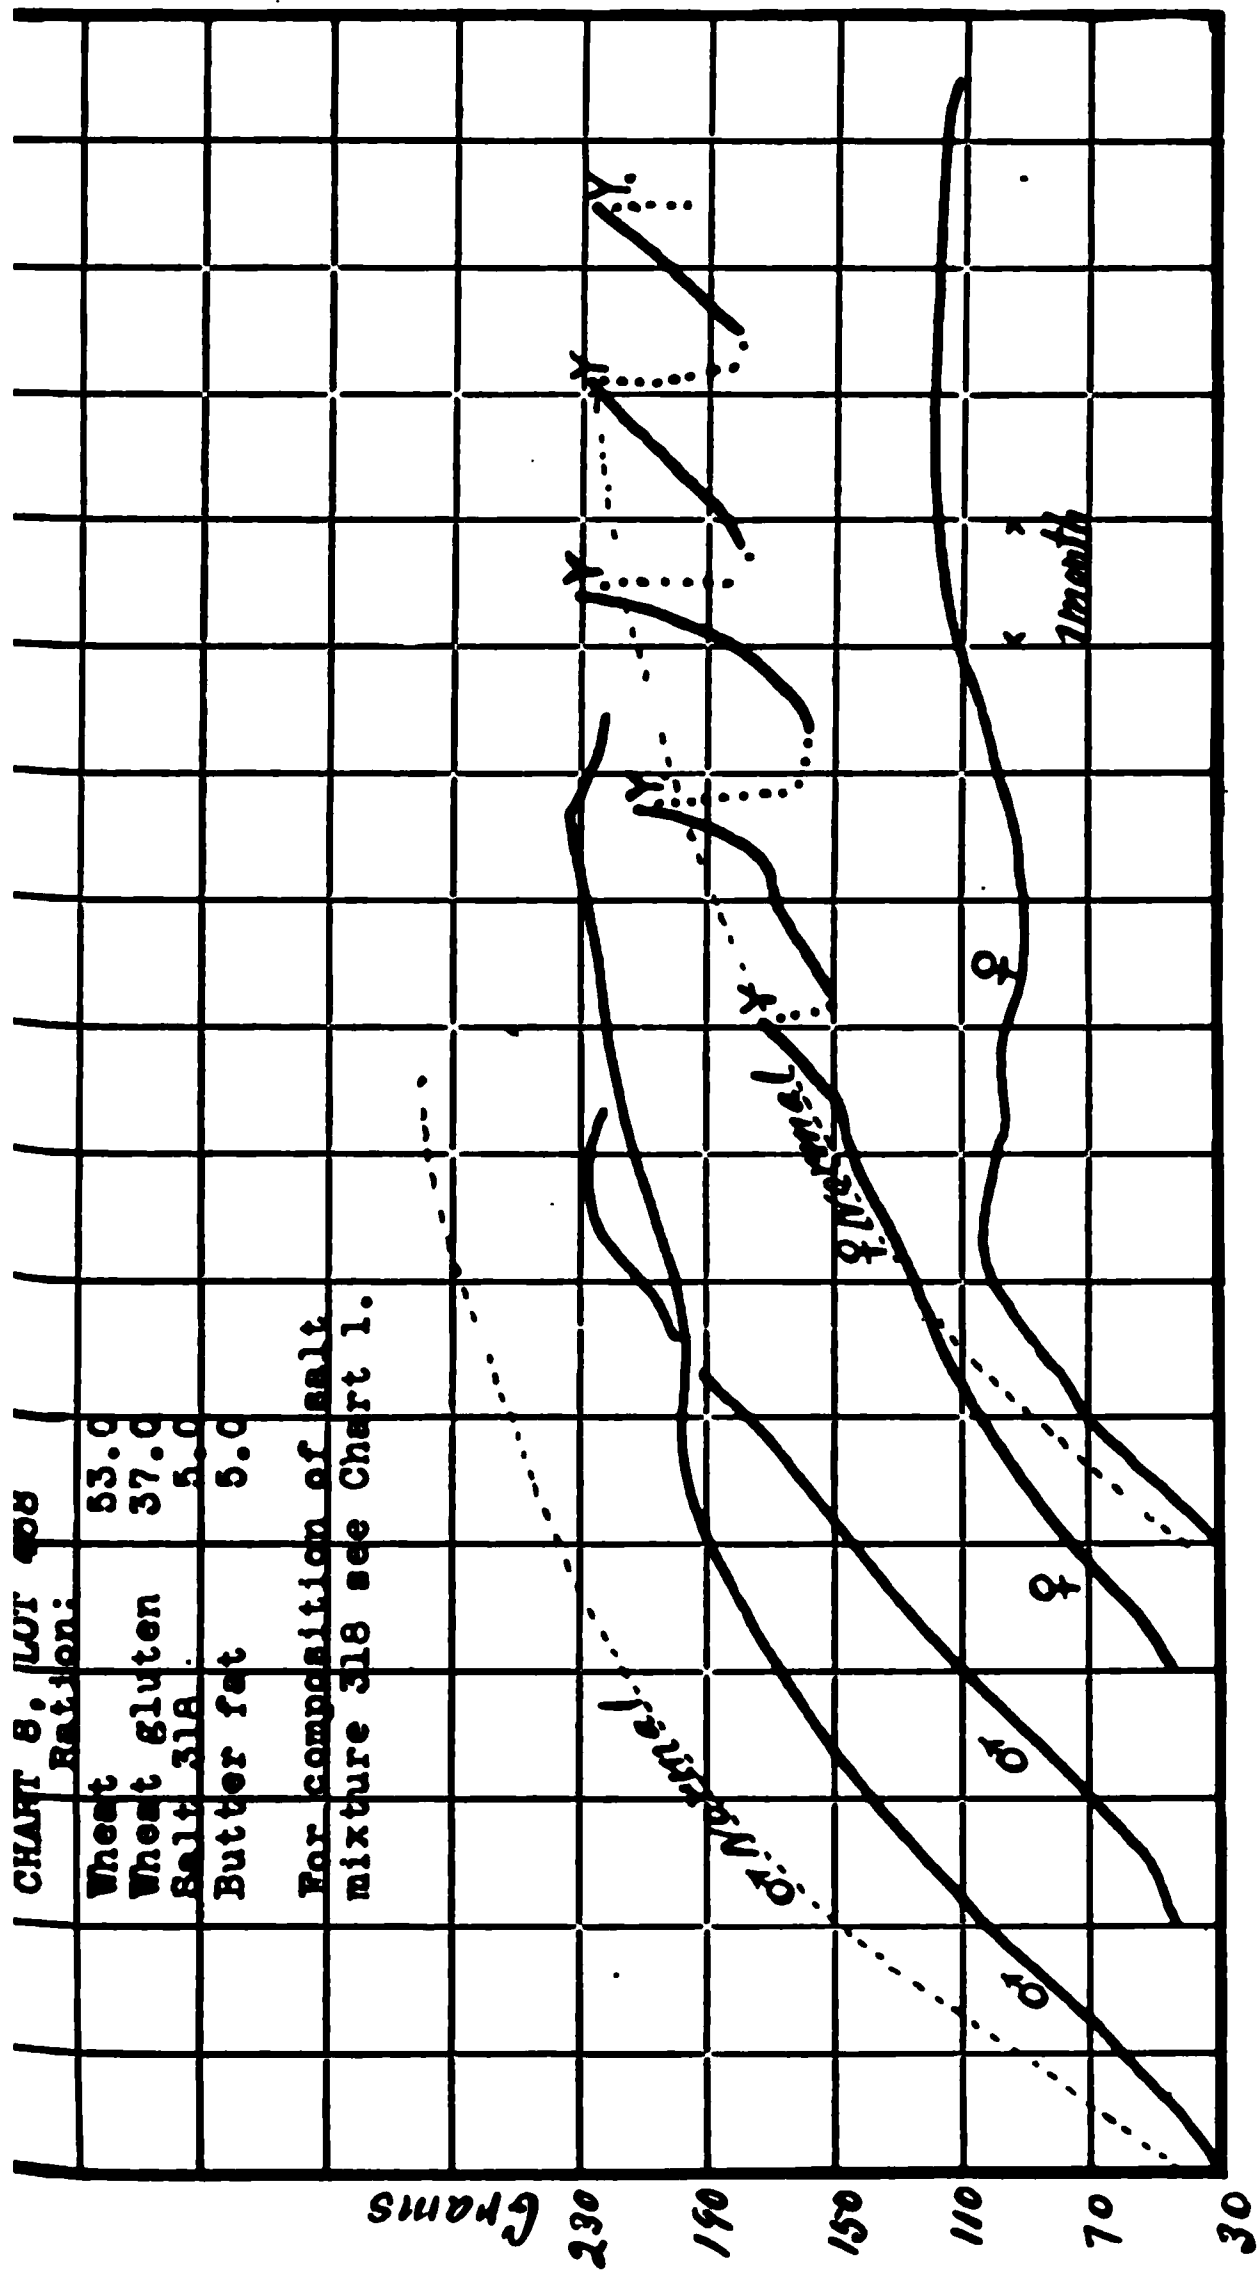 CHART 8. LOT
Ration:
Wheat 53.0
Wheat gluten 37.0
Salt 318 5.0
Butter fat 5.0
For composition of salt
mixture 318 see Chart 1.
Grams
230
190
150
110
70
30
♂ Normal
♂
♂
♀ Normal
♀
♀
Y
Y
Y
Y
Y.
x x
1 month